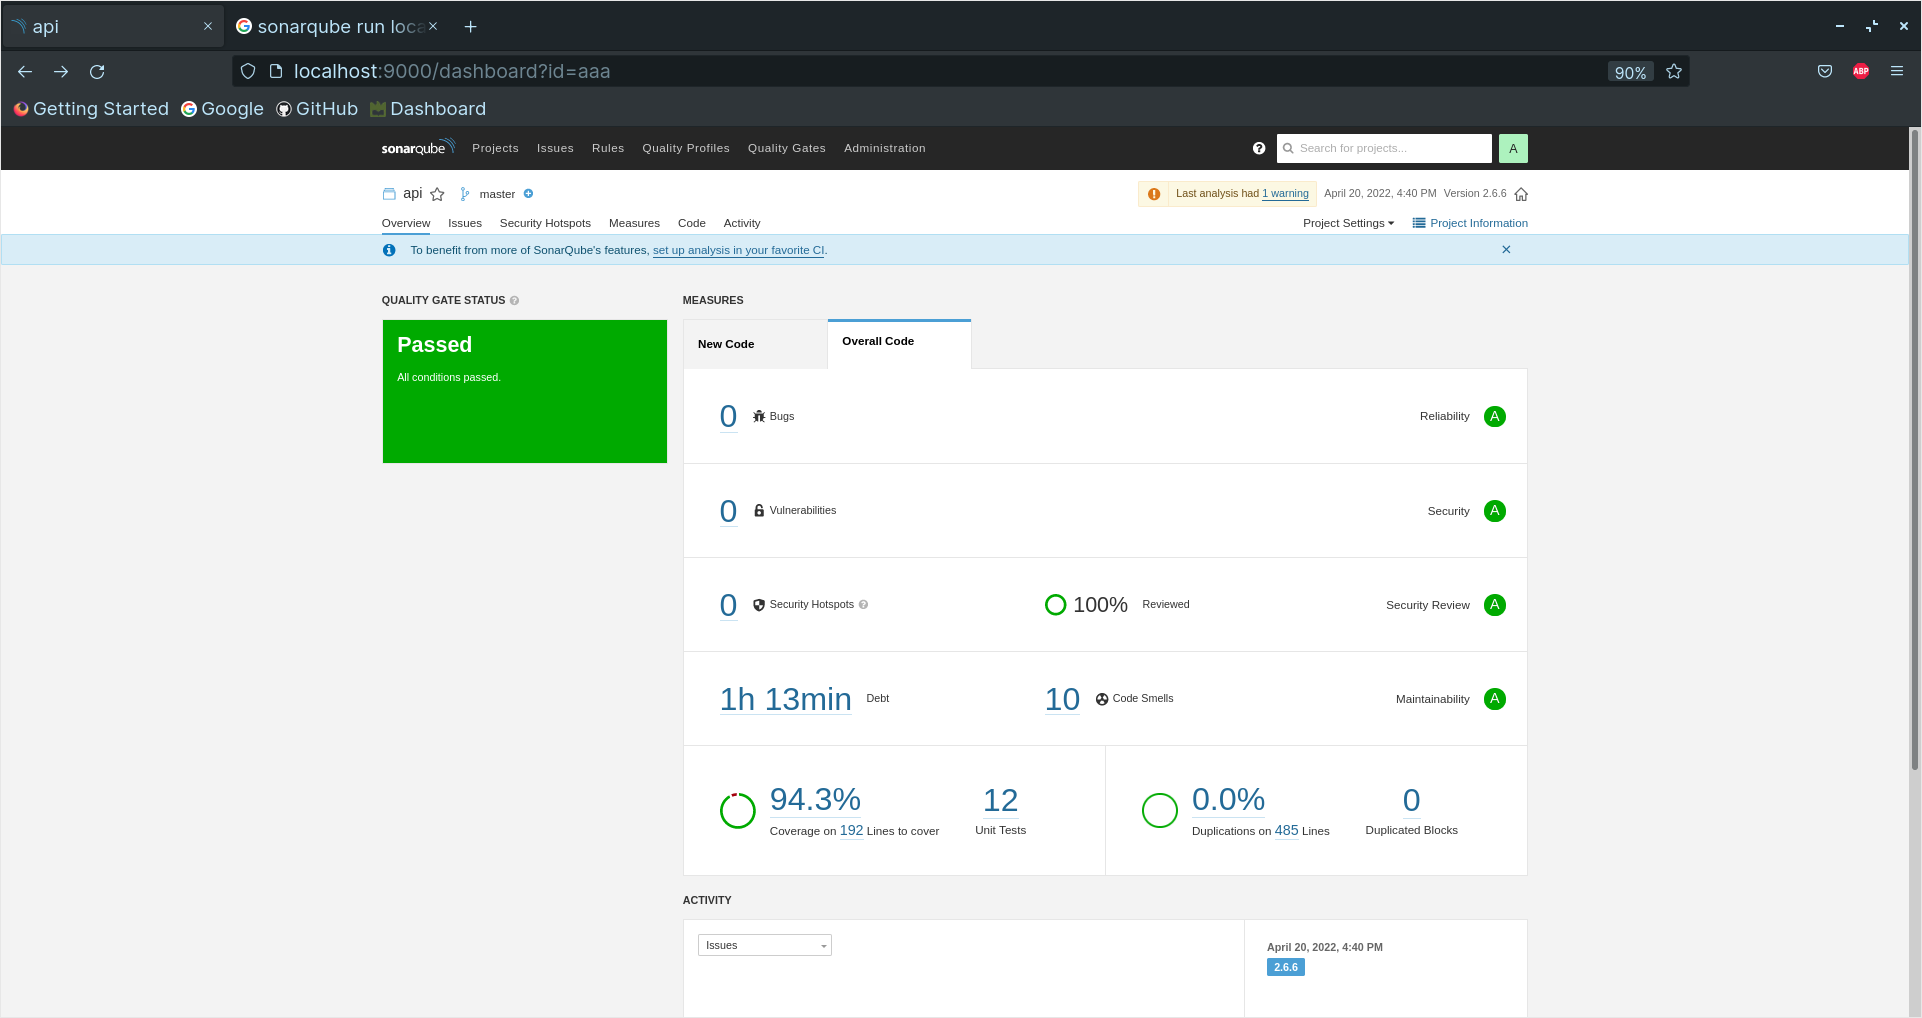 api
sonarqube run loca
localhost:9000/dashboard?id=aaa
90%
ABP
Getting Started Google GitHub Dashboard
sonarqube Projects Issues Rules Quality Profiles Quality Gates Administration
Search for projects...
A
api master
Last analysis had 1 warning April 20, 2022, 4:40 PM Version 2.6.6
Overview Issues Security Hotspots Measures Code Activity
Project Settings Project Information
To benefit from more of SonarQube's features, set up analysis in your favorite CI.
QUALITY GATE STATUS
Passed
All conditions passed.
MEASURES
New Code Overall Code
0 Bugs Reliability A
0 Vulnerabilities Security A
0 Security Hotspots 100% Reviewed Security Review A
1h 13min Debt 10 Code Smells Maintainability A
94.3% 12
Coverage on 192 Lines to cover Unit Tests
0.0% 0
Duplications on 485 Lines Duplicated Blocks
ACTIVITY
Issues
April 20, 2022, 4:40 PM
2.6.6